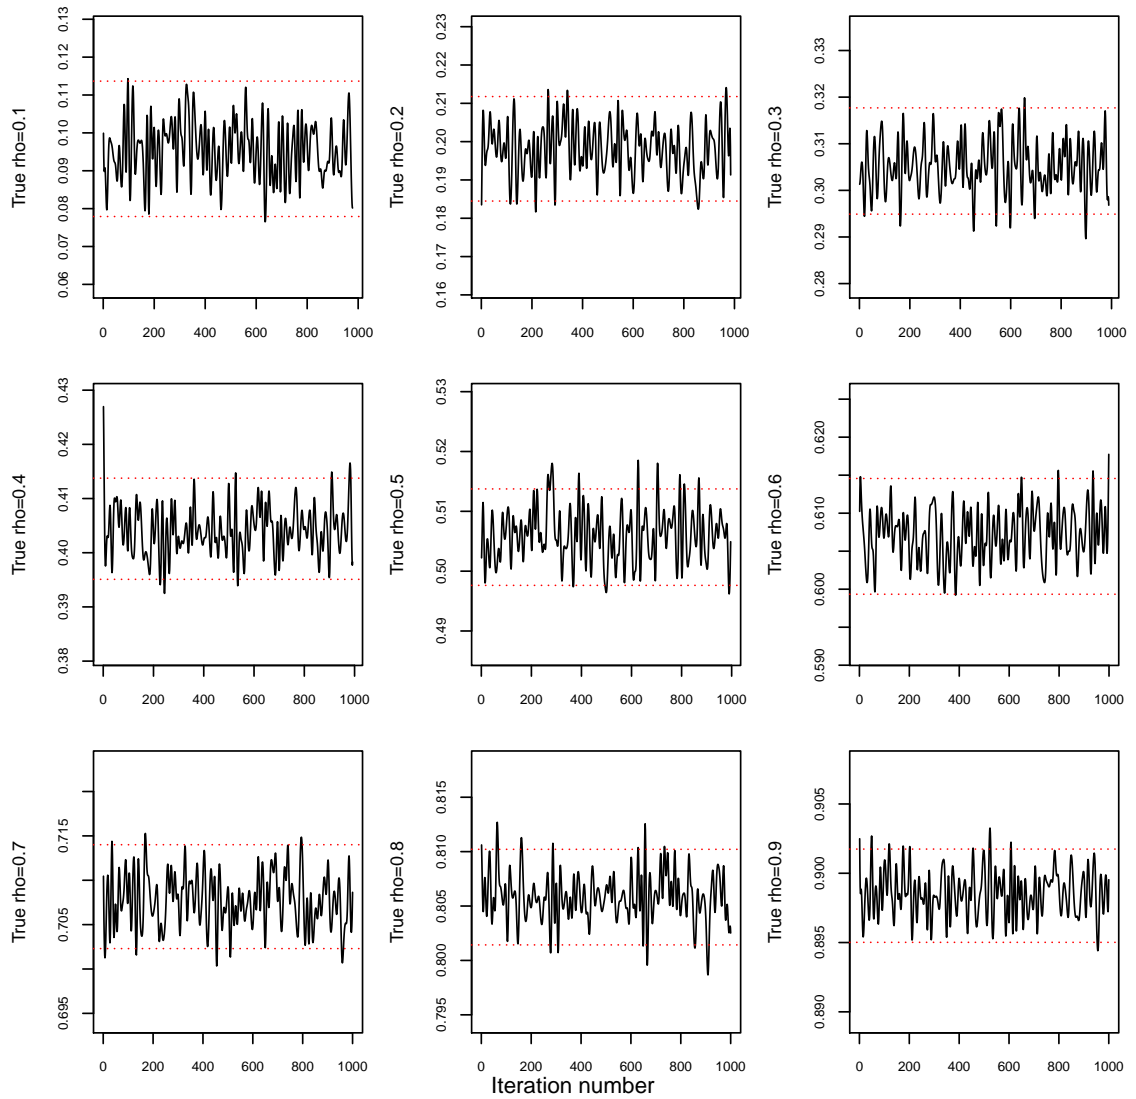 True rho=0.1
0.06 0.07 0.08 0.09 0.10 0.11 0.12 0.13
0 200 400 600 800 1000
True rho=0.2
0.16 0.17 0.18 0.19 0.20 0.21 0.22 0.23
0 200 400 600 800 1000
True rho=0.3
0.28 0.29 0.30 0.31 0.32 0.33
0 200 400 600 800 1000
True rho=0.4
0.38 0.39 0.40 0.41 0.42 0.43
0 200 400 600 800 1000
True rho=0.5
0.49 0.50 0.51 0.52 0.53
0 200 400 600 800 1000
True rho=0.6
0.590 0.600 0.610 0.620
0 200 400 600 800 1000
True rho=0.7
0.695 0.705 0.715
0 200 400 600 800 1000
True rho=0.8
0.795 0.800 0.805 0.810 0.815
0 200 400 600 800 1000
True rho=0.9
0.890 0.895 0.900 0.905
0 200 400 600 800 1000
Iteration number